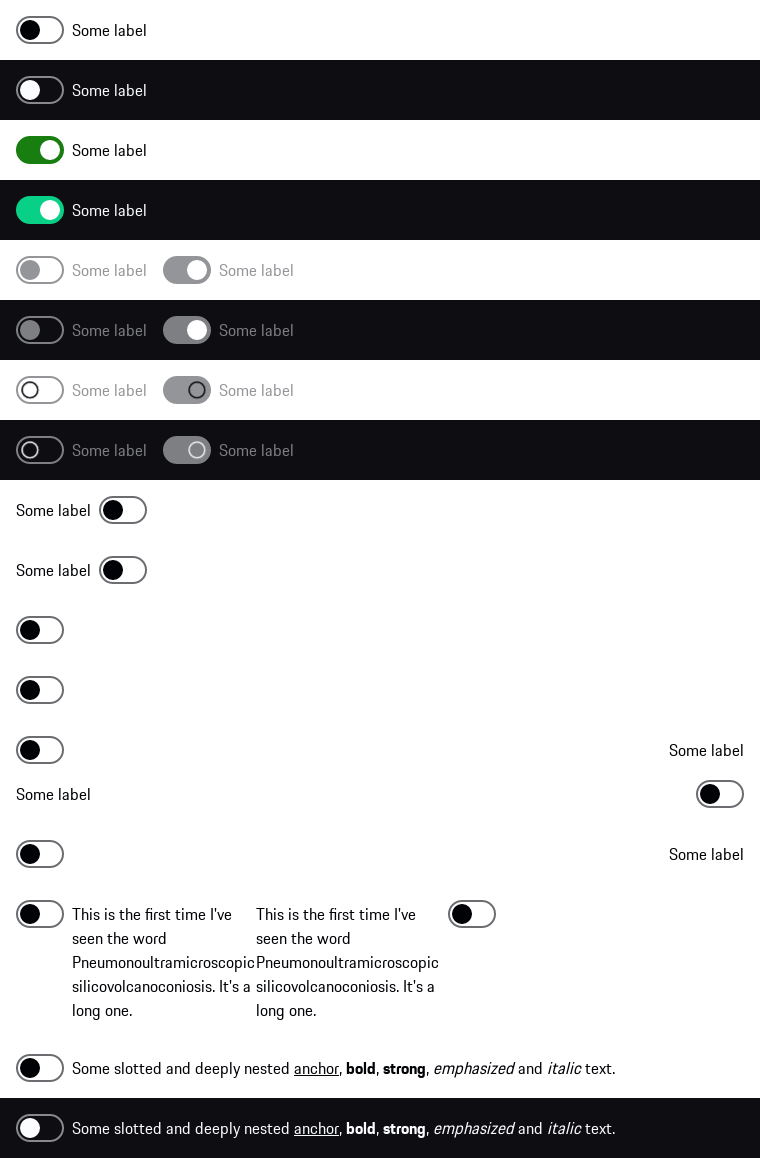 Some label
Some label
Some label
Some label
Some label Some label
Some label Some label
Some label Some label
Some label Some label
Some label
Some label
Some label
Some label
Some label
This is the first time I've
seen the word
Pneumonoultramicroscopic
silicovolcanoconiosis. It's a
long one.
This is the first time I've
seen the word
Pneumonoultramicroscopic
silicovolcanoconiosis. It's a
long one.
Some slotted and deeply nested anchor, bold, strong, emphasized and italic text.
Some slotted and deeply nested anchor, bold, strong, emphasized and italic text.